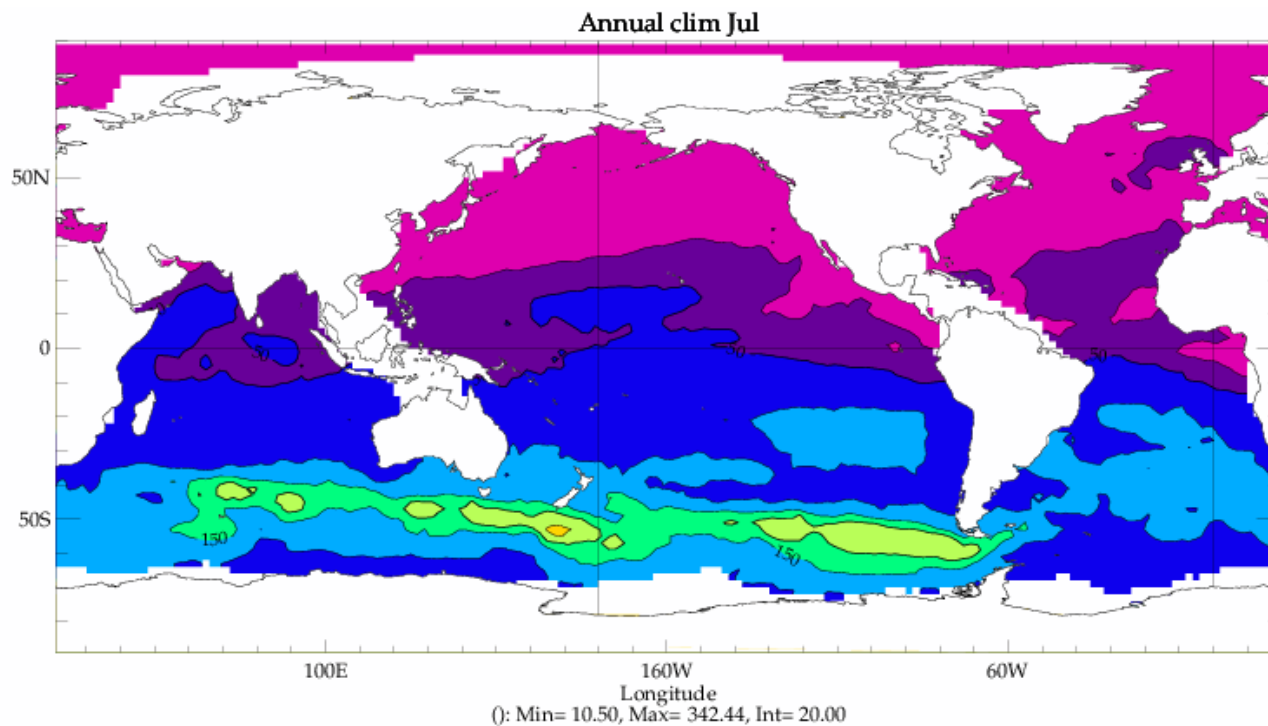 Annual clim Jul
50N
50
0
50
50
50S
150
150
100E
160W
60W
Longitude
(): Min= 10.50, Max= 342.44, Int= 20.00